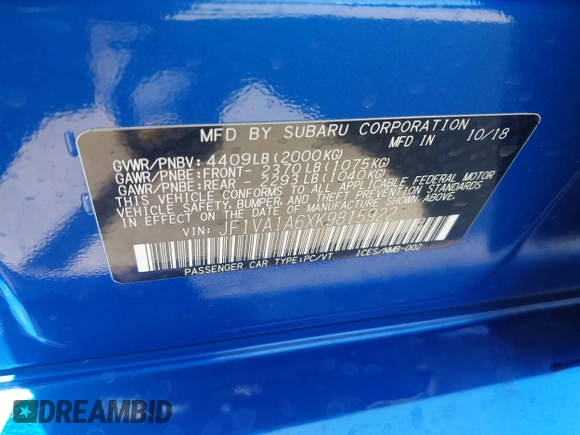 MFD BY SUBARU CORPORATION
MFD IN 10/18
GVWR/PNBV: 4409LB(2000KG)
GAWR/PNBE:FRONT- 2370LB(1075KG)
GAWR/PNBE:REAR - 2293LB(1040KG)
THIS VEHICLE CONFORMS TO ALL APPLICABLE FEDERAL MOTOR
VEHICLE SAFETY, BUMPER, AND THEFT PREVENTION STANDARDS
IN EFFECT ON THE DATE OF MANUFACTURE SHOWN ABOVE.
VIN: JF1VA1A6XK9815922
PASSENGER CAR TYPE:PC/VT ICES/NMB-002
DREAMBID